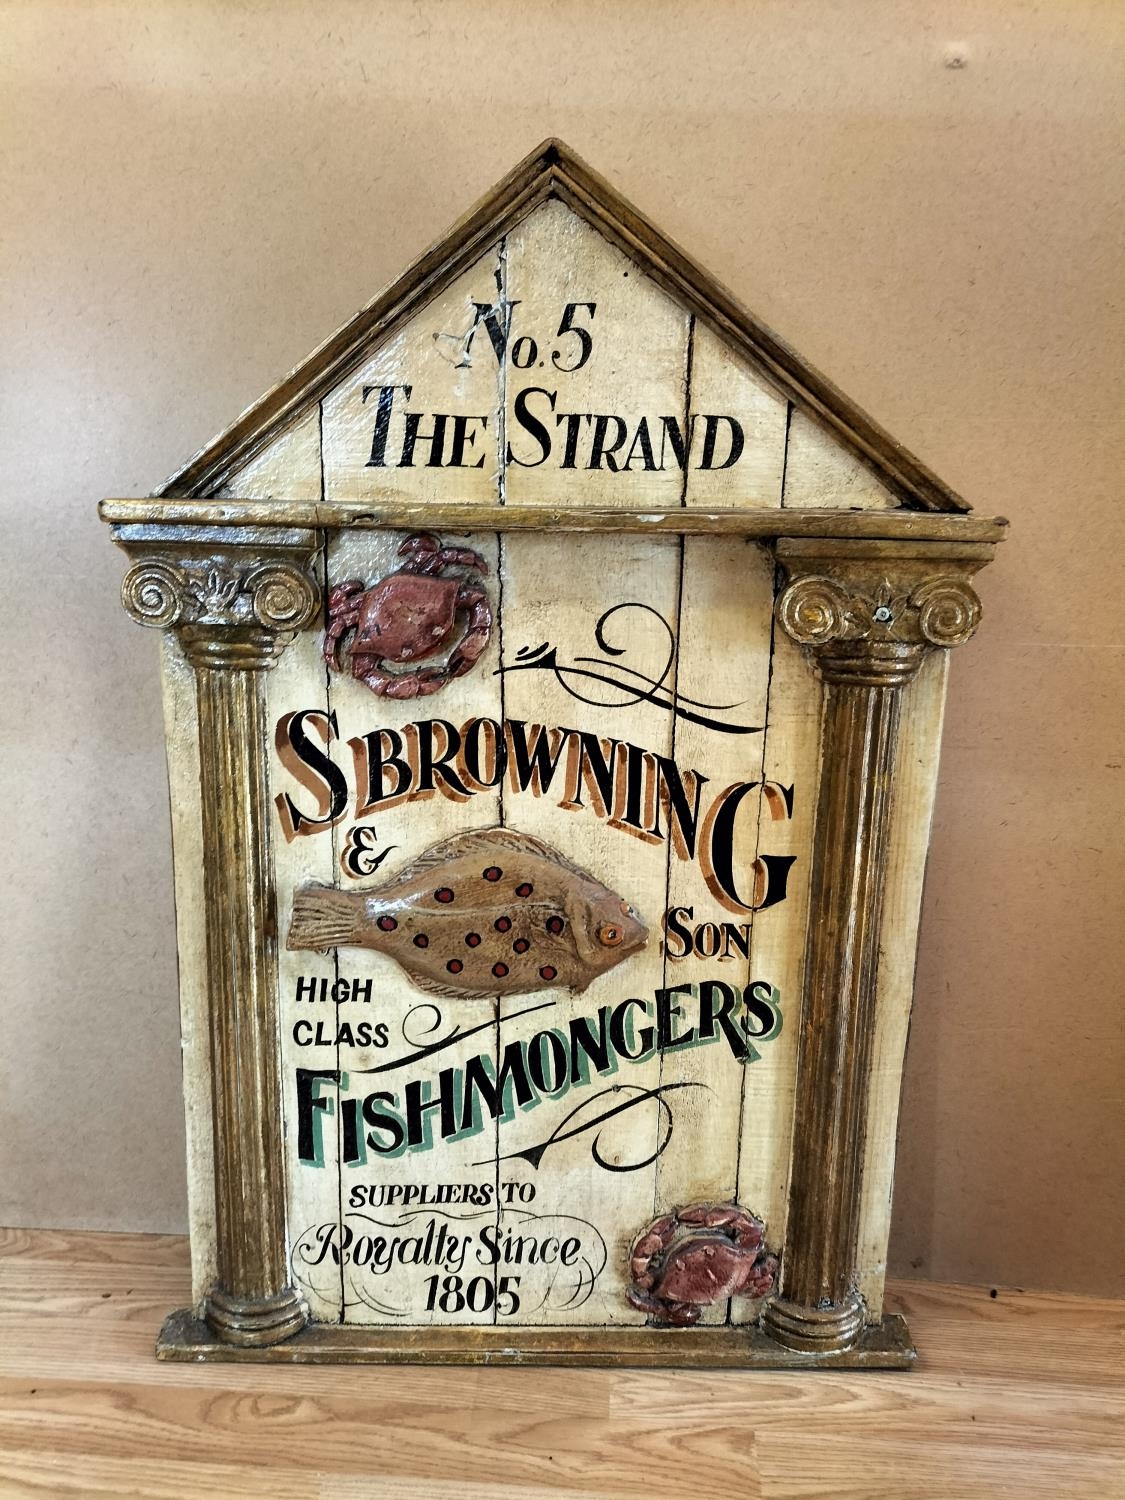 No. 5
THE STRAND
S BROWNING
& SON
HIGH
CLASS
FISHMONGERS
SUPPLIERS TO
Royalty Since
1805